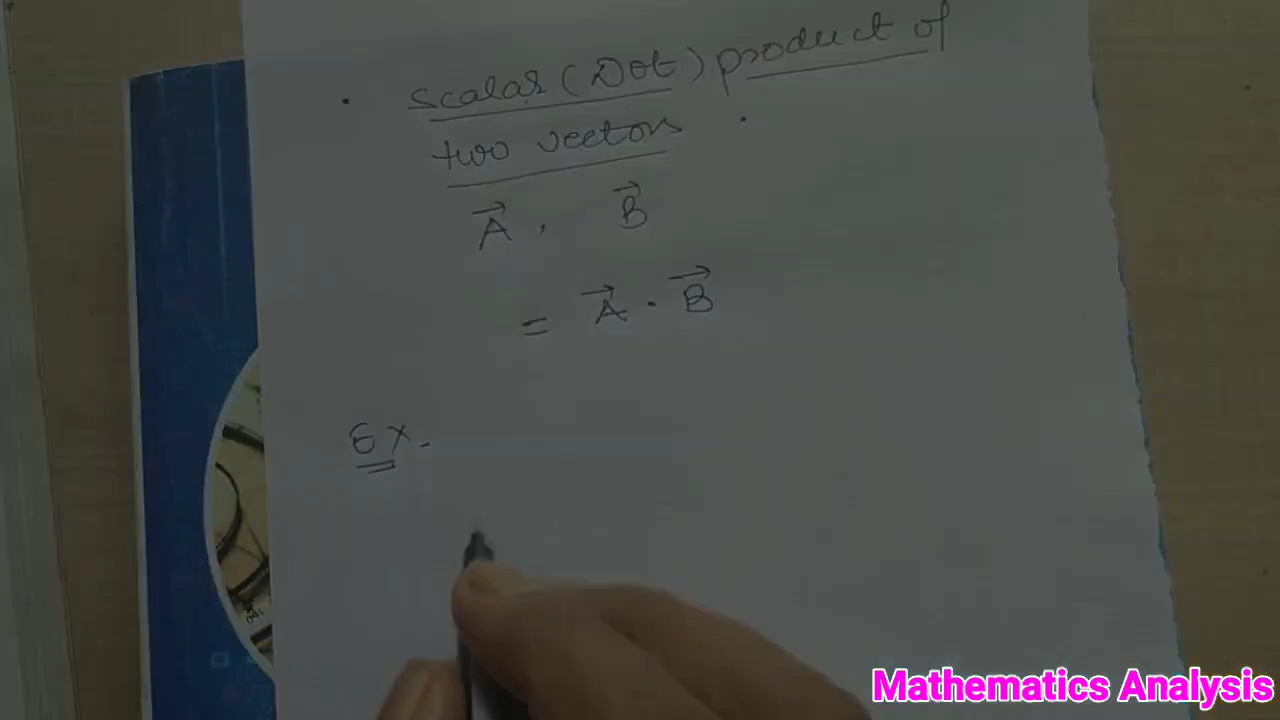 Scalar (Dot) product of
two vectors.
A⃗ , B⃗
= A⃗ · B⃗
Ex.
Mathematics Analysis